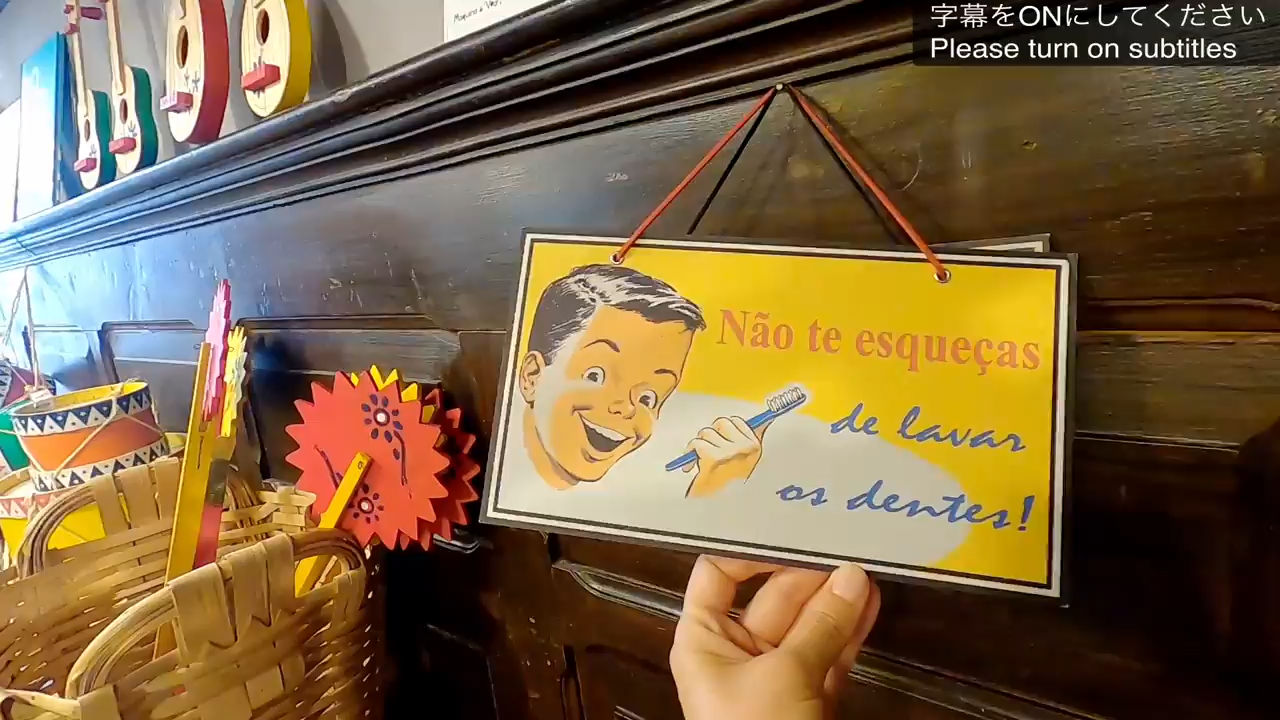 字幕をONにしてください
Please turn on subtitles
Não te esqueças
de lavar
os dentes!